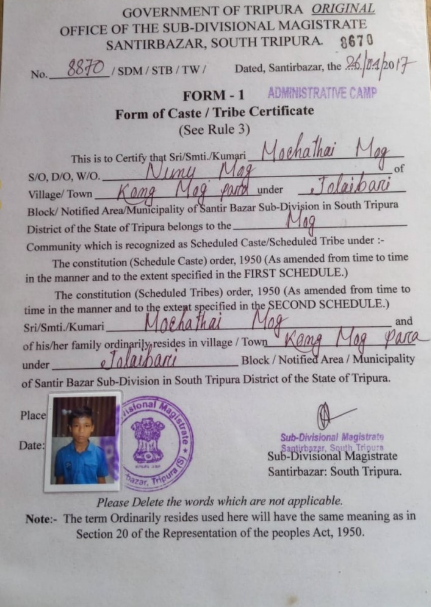 GOVERNMENT OF TRIPURA ORIGINAL
OFFICE OF THE SUB-DIVISIONAL MAGISTRATE
SANTIRBAZAR, SOUTH TRIPURA. 8670
No. 8870 / SDM / STB / TW / Dated, Santirbazar, the 26/04/2017
FORM - 1 ADMINISTRATIVE CAMP
Form of Caste / Tribe Certificate
(See Rule 3)
This is to Certify that Sri/Smti./Kumari Mochathai Mog
S/O, D/O, W/O. Mog of
Village/ Town Kang Mog para under Jolaibari
Block/ Notified Area/Municipality of Santir Bazar Sub-Division in South Tripura
District of the State of Tripura belongs to the Mog
Community which is recognized as Scheduled Caste/Scheduled Tribe under :-
The constitution (Schedule Caste) order, 1950 (As amended from time to time
in the manner and to the extent specified in the FIRST SCHEDULE.)
The constitution (Scheduled Tribes) order, 1950 (As amended from time to
time in the manner and to the extent specified in the SECOND SCHEDULE.)
Sri/Smti./Kumari Mochathai Mog and
of his/her family ordinarily resides in village / Town Kang Mog para
under Jolaibari Block / Notified Area / Municipality
of Santir Bazar Sub-Division in South Tripura District of the State of Tripura.
Place
Date:
Sub-Divisional Magistrate
Santirbazar, South Tripura
Sub-Divisional Magistrate
Santirbazar: South Tripura.
Please Delete the words which are not applicable.
Note:- The term Ordinarily resides used here will have the same meaning as in
Section 20 of the Representation of the peoples Act, 1950.